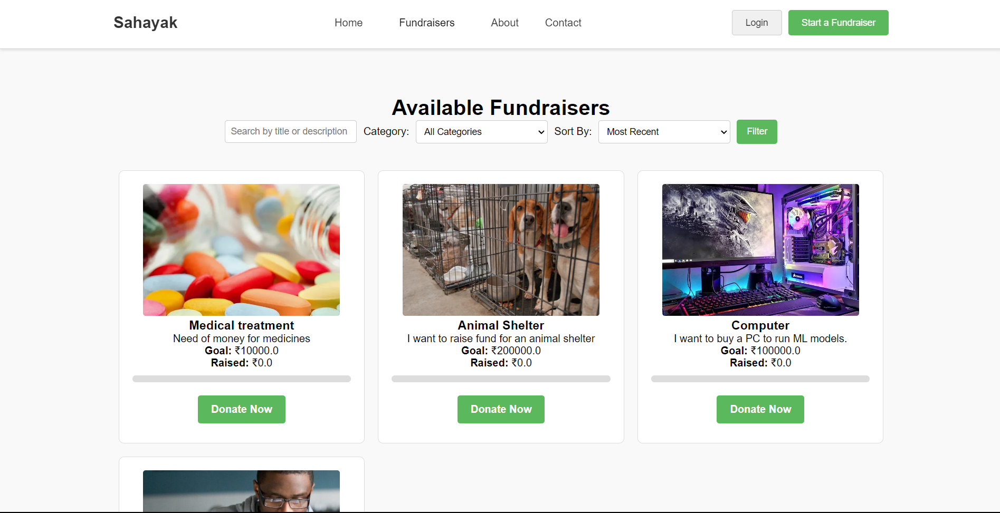 Sahayak
Home Fundraisers About Contact
Login Start a Fundraiser
Available Fundraisers
Search by title or description Category: All Categories Sort By: Most Recent Filter
Medical treatment
Need of money for medicines
Goal: ₹10000.0
Raised: ₹0.0
Donate Now
Animal Shelter
I want to raise fund for an animal shelter
Goal: ₹200000.0
Raised: ₹0.0
Donate Now
Computer
I want to buy a PC to run ML models.
Goal: ₹100000.0
Raised: ₹0.0
Donate Now